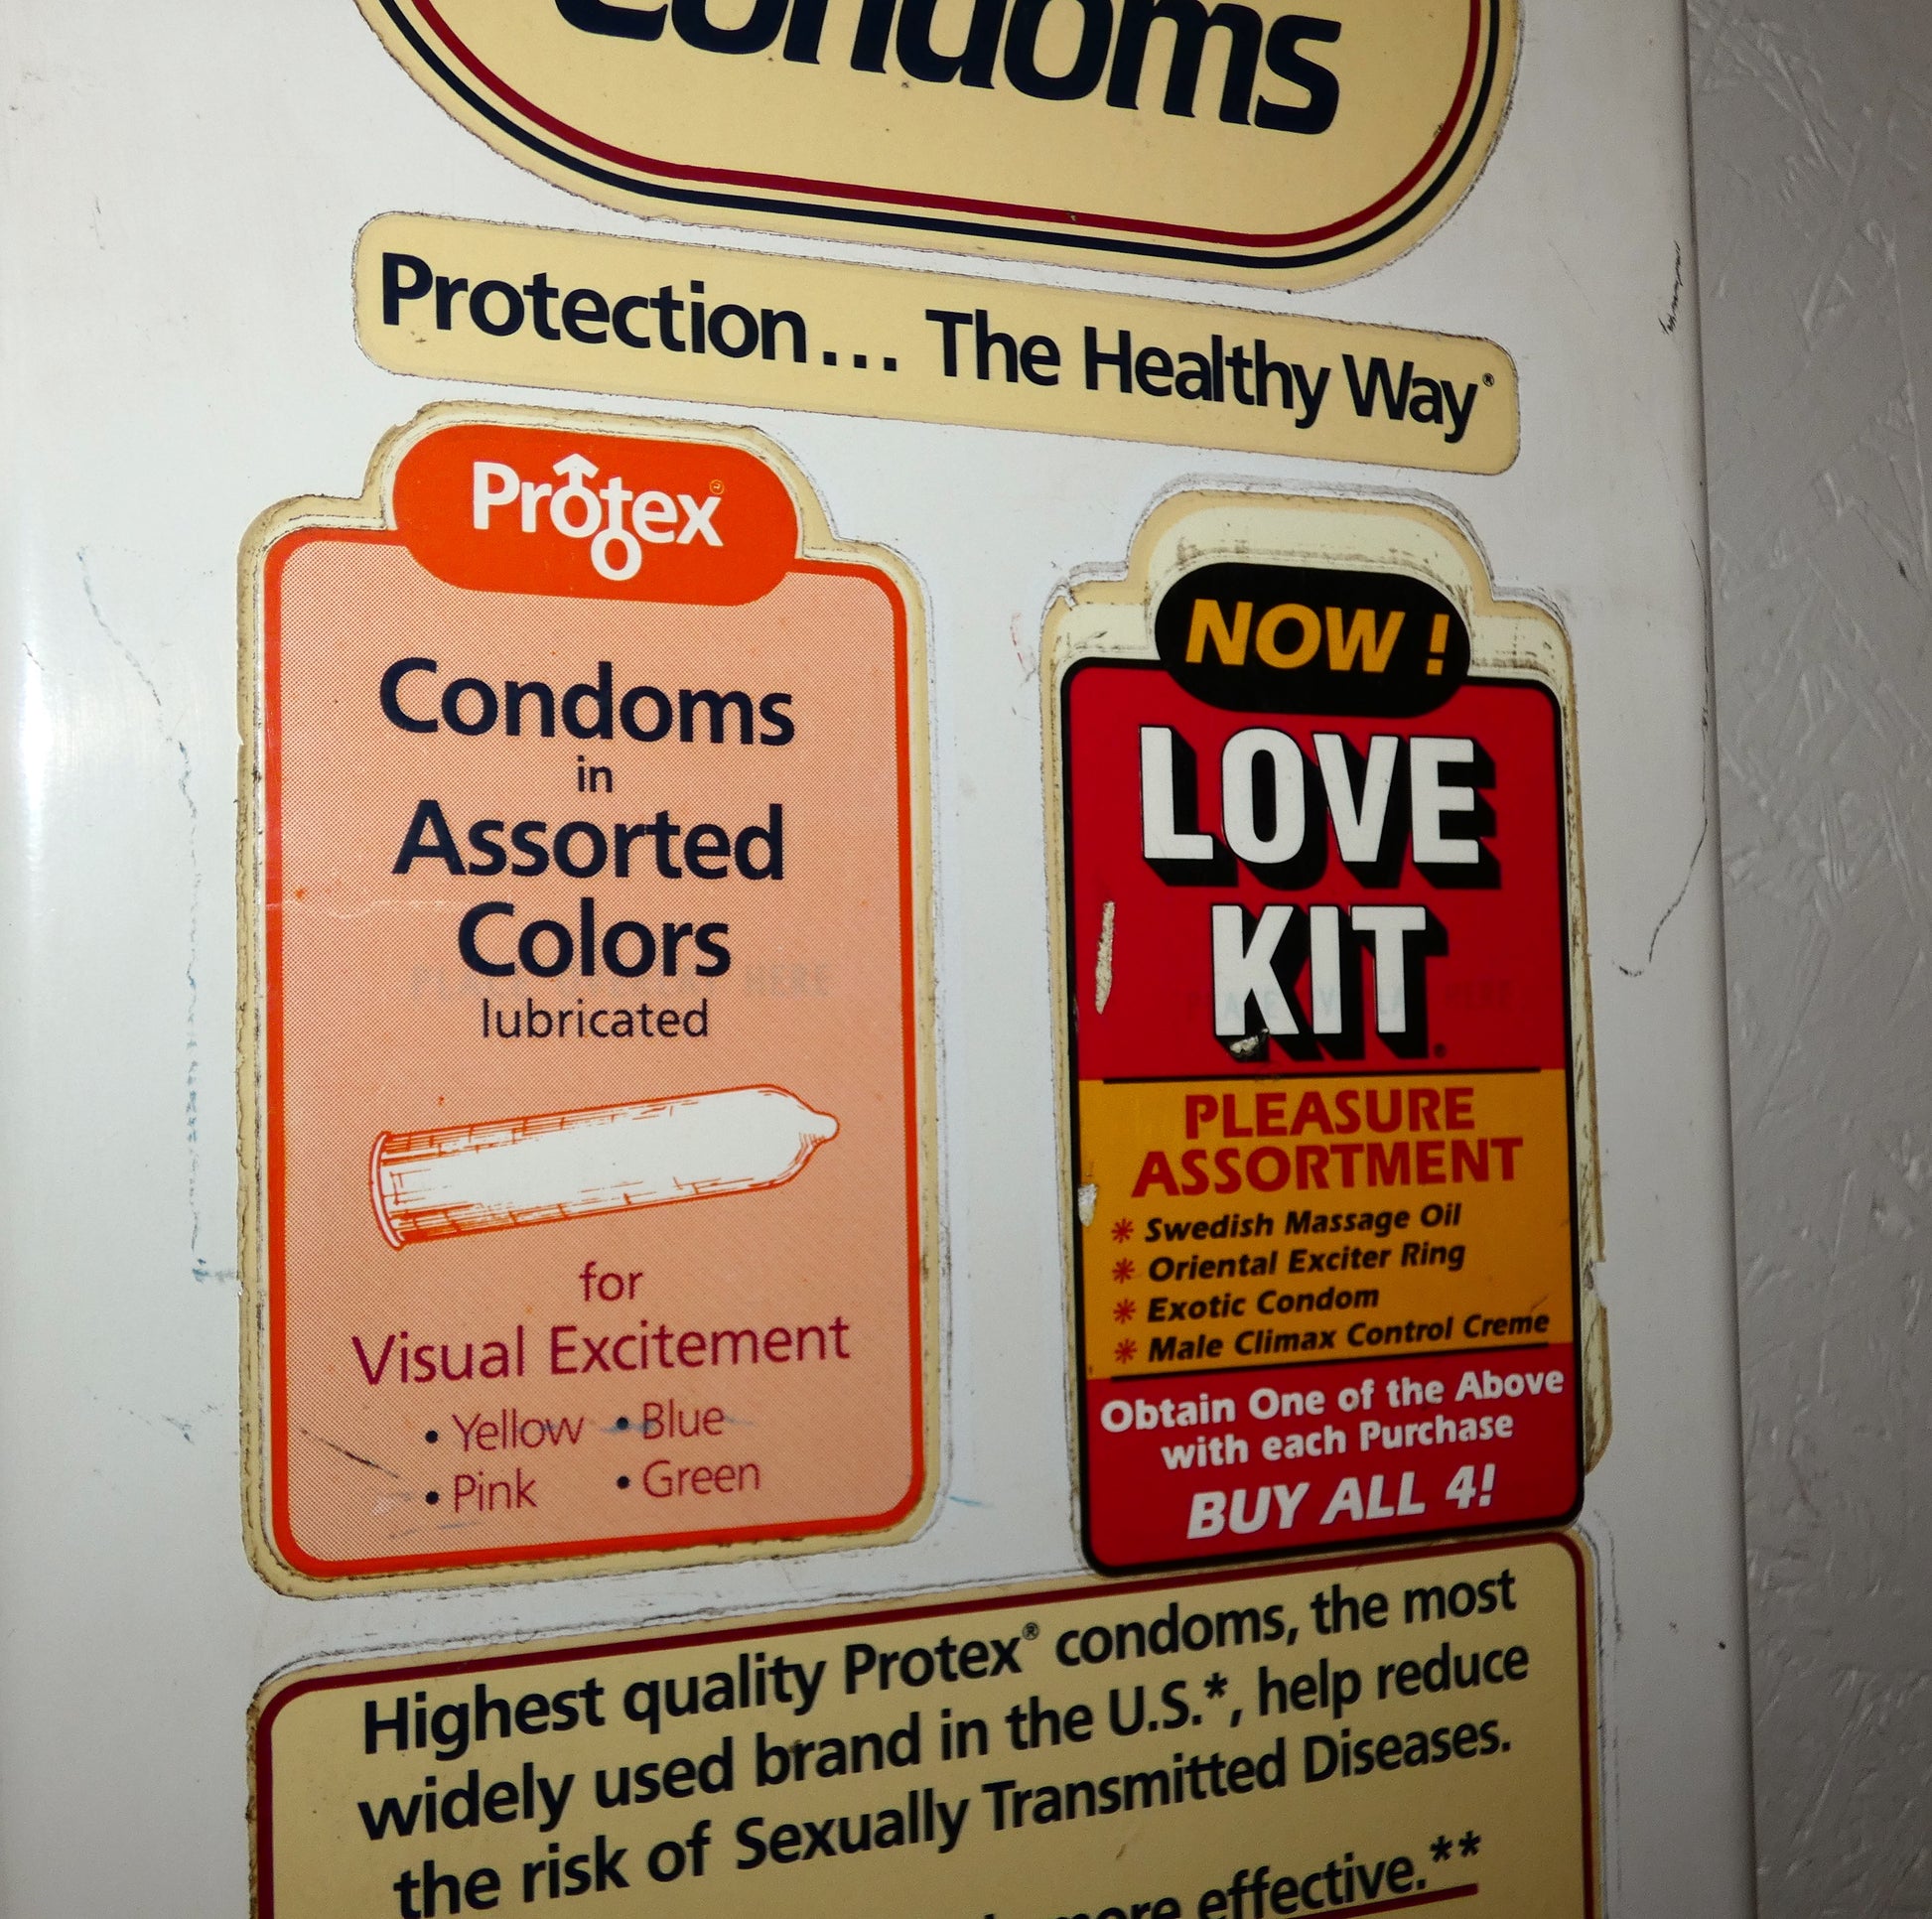 Condoms
Protection... The Healthy Way®
Protex
Condoms
in
Assorted
Colors
lubricated
for
Visual Excitement
• Yellow • Blue
• Pink • Green
NOW !
LOVE
KIT
PLEASURE
ASSORTMENT
* Swedish Massage Oil
* Oriental Exciter Ring
* Exotic Condom
* Male Climax Control Creme
Obtain One of the Above
with each Purchase
BUY ALL 4!
Highest quality Protex® condoms, the most
widely used brand in the U.S.*, help reduce
the risk of Sexually Transmitted Diseases.
more effective.**